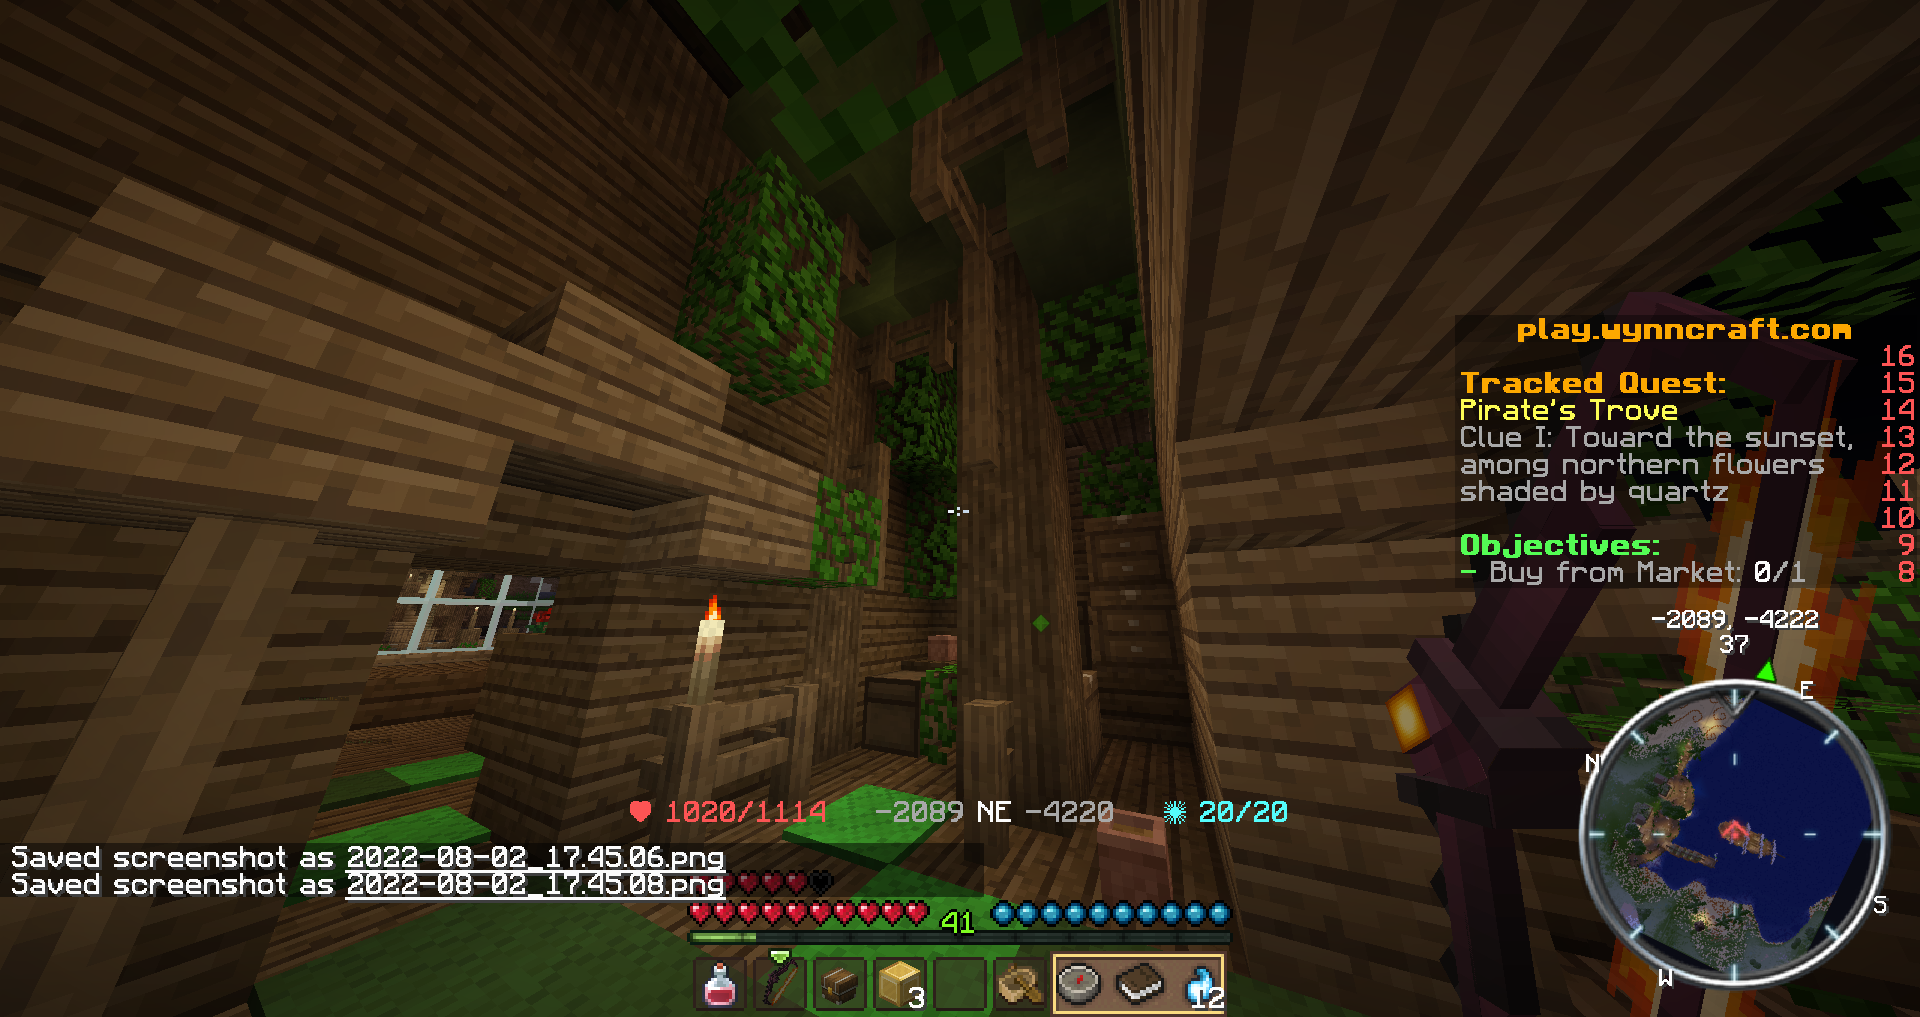 play.wynncraft.com
16
Tracked Quest: 15
Pirate's Trove 14
Clue I: Toward the sunset, 13
among northern flowers 12
shaded by quartz 11
10
Objectives: 9
- Buy from Market: 0/1 8
-2089, -4222
37
E
N
S
W
1020/1114 -2089 NE -4220 20/20
Saved screenshot as 2022-08-02_17.45.06.png
Saved screenshot as 2022-08-02_17.45.08.png
41
3
12